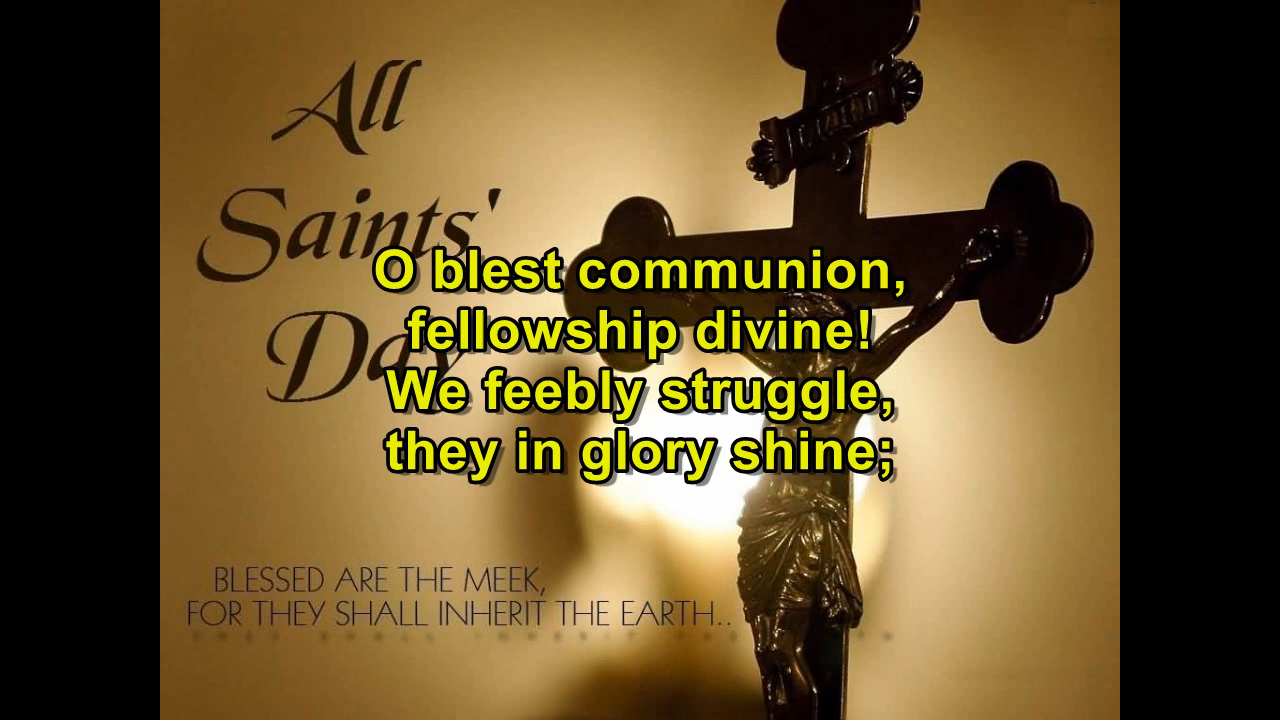 All
Saints'
Day
O blest communion,
fellowship divine!
We feebly struggle,
they in glory shine;
BLESSED ARE THE MEEK,
FOR THEY SHALL INHERIT THE EARTH..